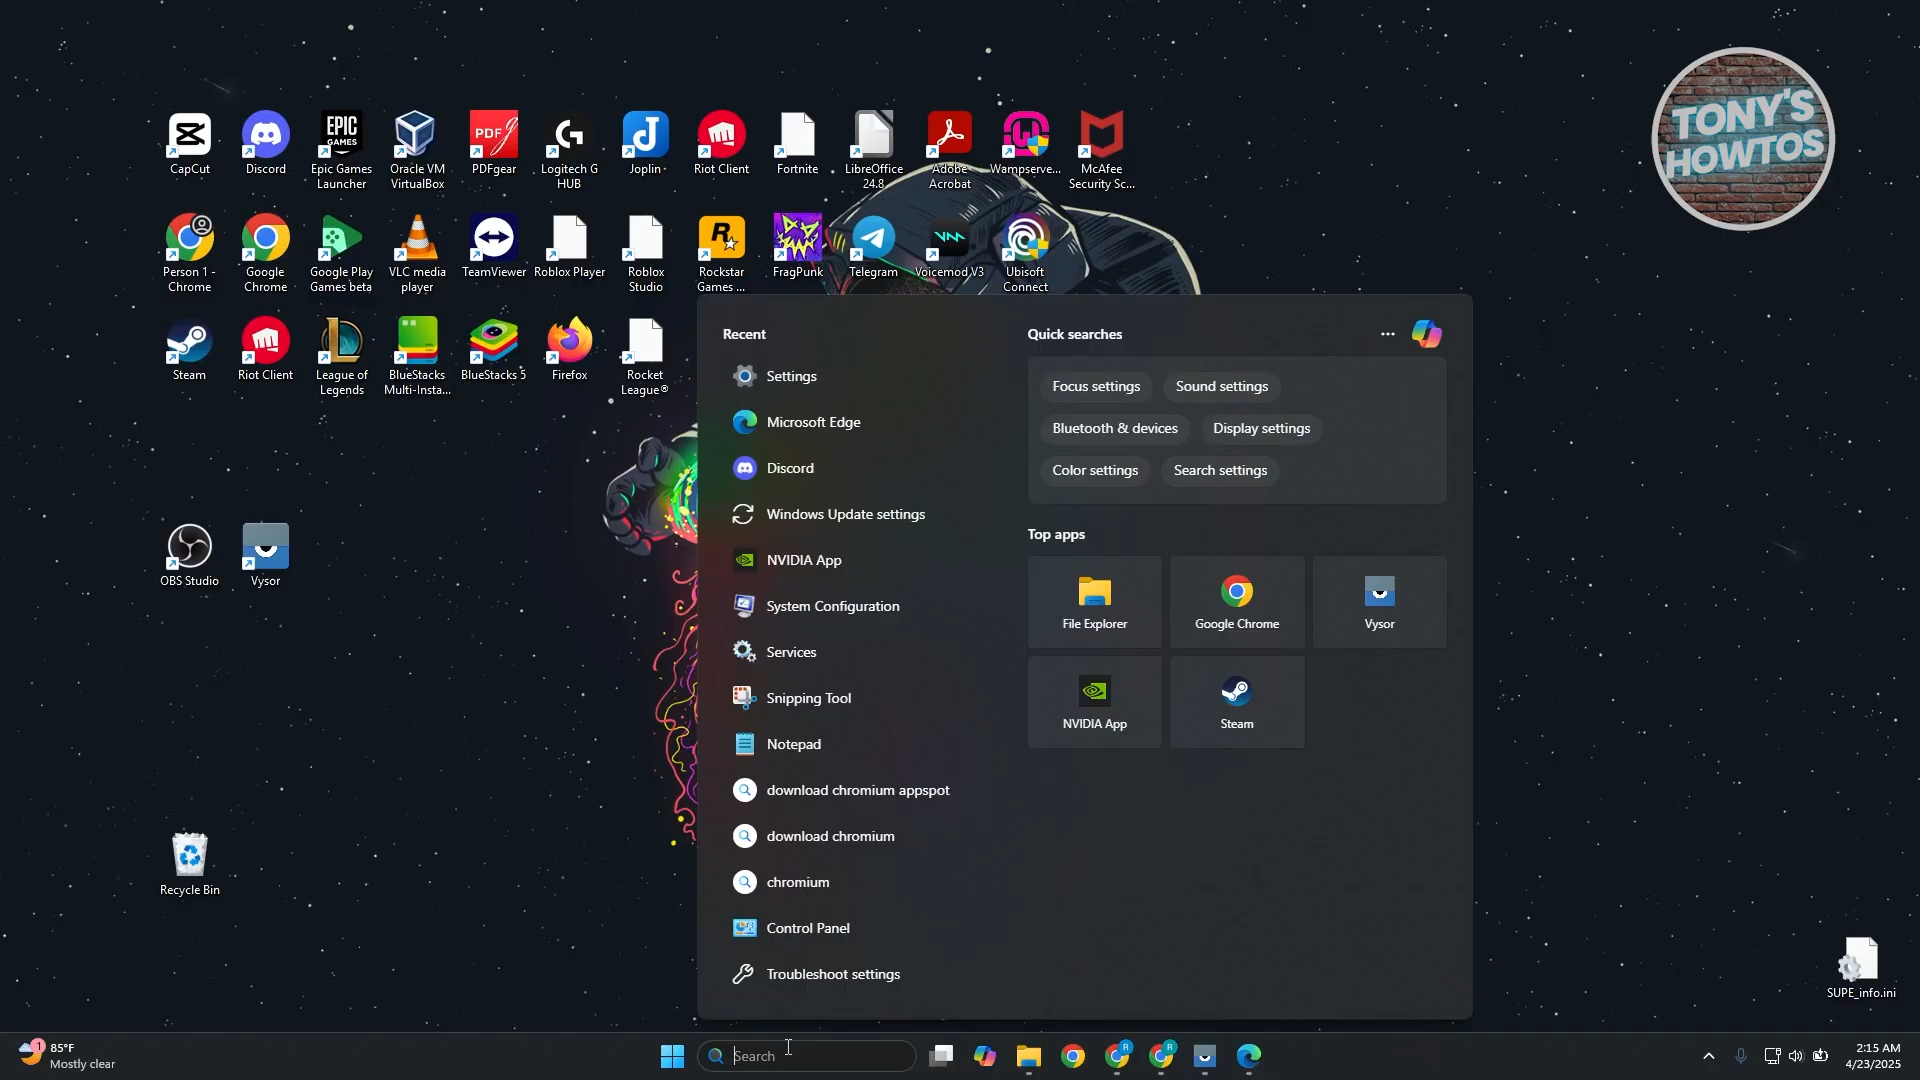 TONY'S
HOWTOS
CapCut
Discord
EPIC
GAMES
Epic Games
Launcher
Oracle VM
VirtualBox
PDF
PDFgear
Logitech G
HUB
Joplin
Riot Client
Fortnite
LibreOffice
24.8
Adobe
Acrobat
Wampserve...
McAfee
Security Sc...
Person 1 -
Chrome
Google
Chrome
Google Play
Games beta
VLC media
player
TeamViewer
Roblox Player
Roblox
Studio
Rockstar
Games ...
FragPunk
Telegram
Voicemod V3
Ubisoft
Connect
Steam
Riot Client
League of
Legends
BlueStacks
Multi-Insta...
BlueStacks 5
Firefox
Rocket
League®
OBS Studio
Vysor
Recycle Bin
SUPE_info.ini
Recent
Settings
Microsoft Edge
Discord
Windows Update settings
NVIDIA App
System Configuration
Services
Snipping Tool
Notepad
download chromium appspot
download chromium
chromium
Control Panel
Troubleshoot settings
Quick searches
Focus settings
Sound settings
Bluetooth & devices
Display settings
Color settings
Search settings
Top apps
File Explorer
Google Chrome
Vysor
NVIDIA App
Steam
1
85°F
Mostly clear
Search
R
R
2:15 AM
4/23/2025